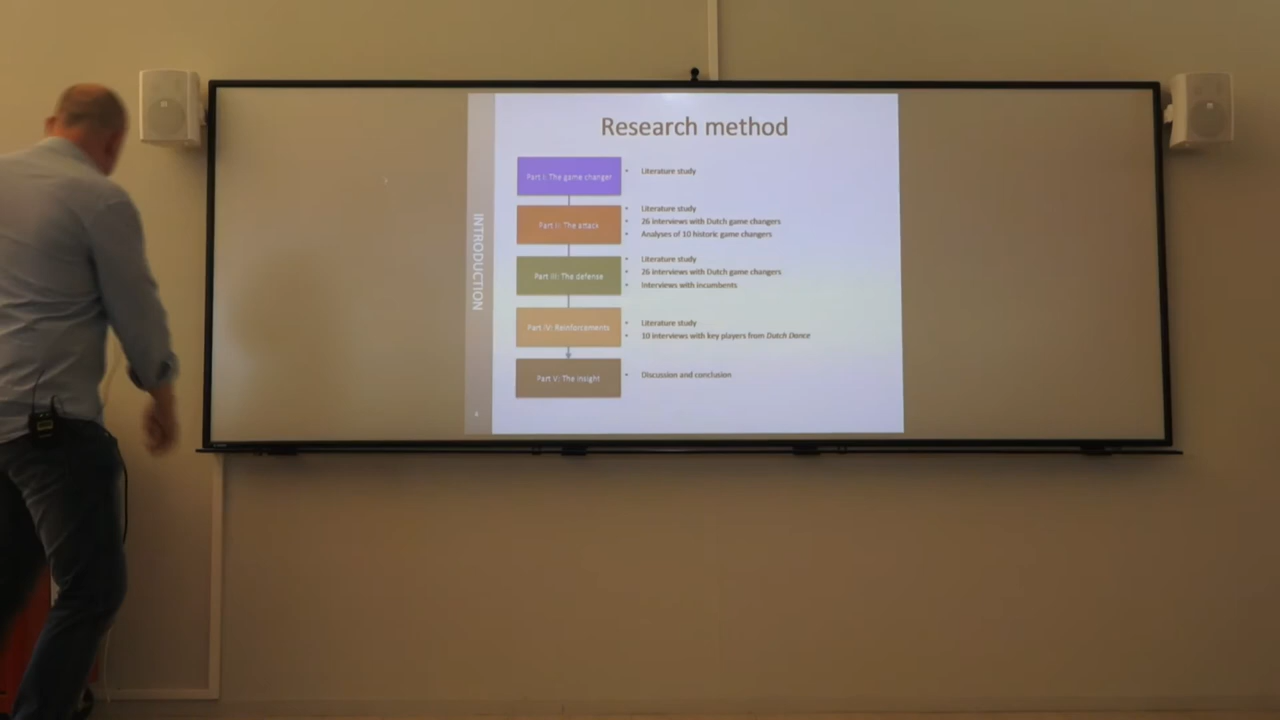 Research method
INTRODUCTION
Part I: The game changer
Literature study
Part II: The attack
Literature study
26 interviews with Dutch game changers
Analyses of 10 historic game changers
Part III: The defense
Literature study
26 interviews with Dutch game changers
Interviews with incumbents
Part IV: Reinforcements
Literature study
10 interviews with key players from Dutch Dance
Part V: The insight
Discussion and conclusion